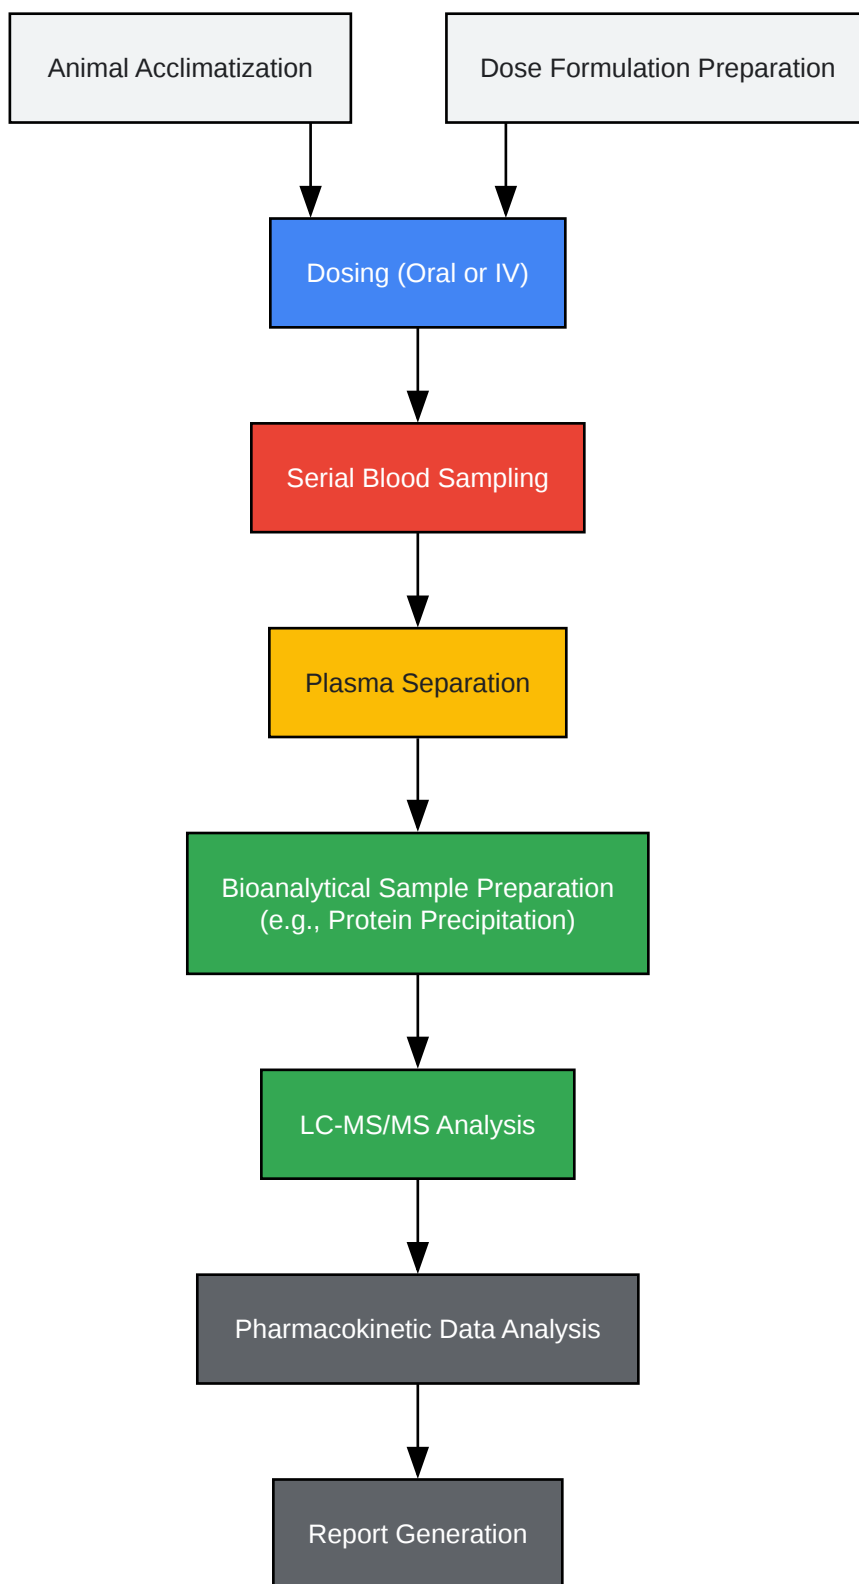 Animal Acclimatization
Dose Formulation Preparation
Dosing (Oral or IV)
Serial Blood Sampling
Plasma Separation
Bioanalytical Sample Preparation
(e.g., Protein Precipitation)
LC-MS/MS Analysis
Pharmacokinetic Data Analysis
Report Generation